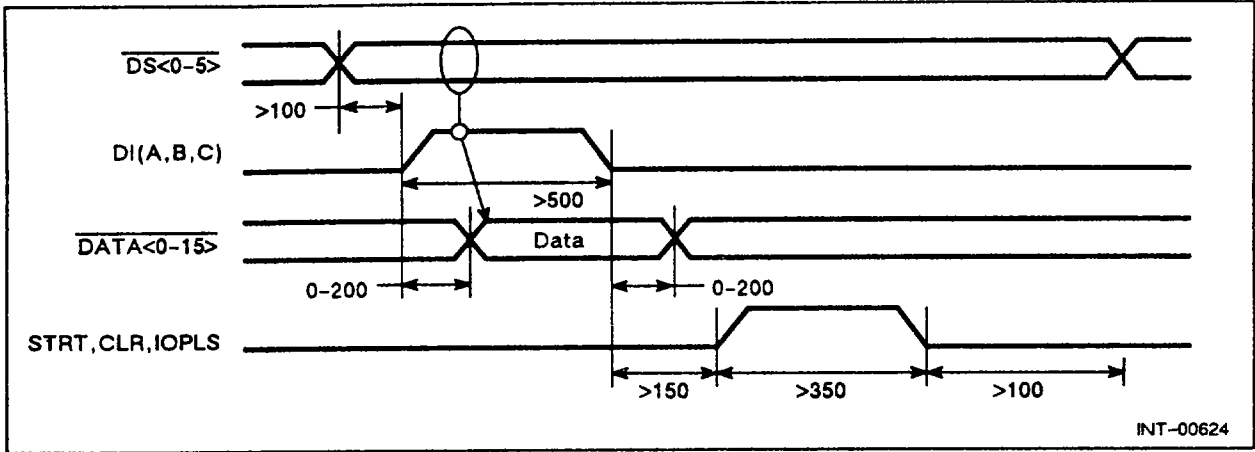 DS<0-5>
>100
DI(A,B,C)
>500
DATA<0-15>
Data
0-200
0-200
STRT,CLR,IOPLS
>150
>350
>100
INT-00624